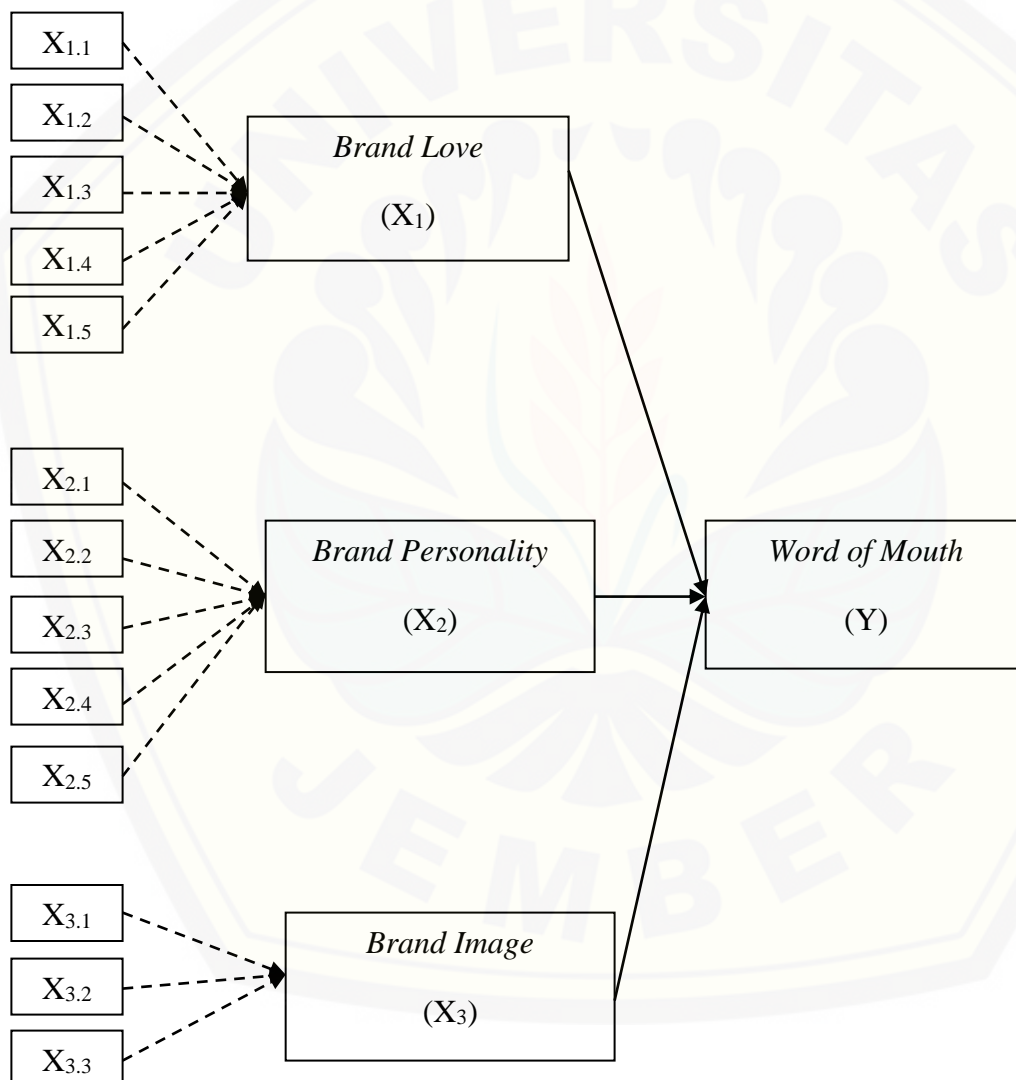 X1.1
X1.2
X1.3
X1.4
X1.5
Brand Love
(X1)
X2.1
X2.2
X2.3
X2.4
X2.5
Brand Personality
(X2)
Word of Mouth
(Y)
X3.1
X3.2
X3.3
Brand Image
(X3)
UNIVERSITAS
JEMBER